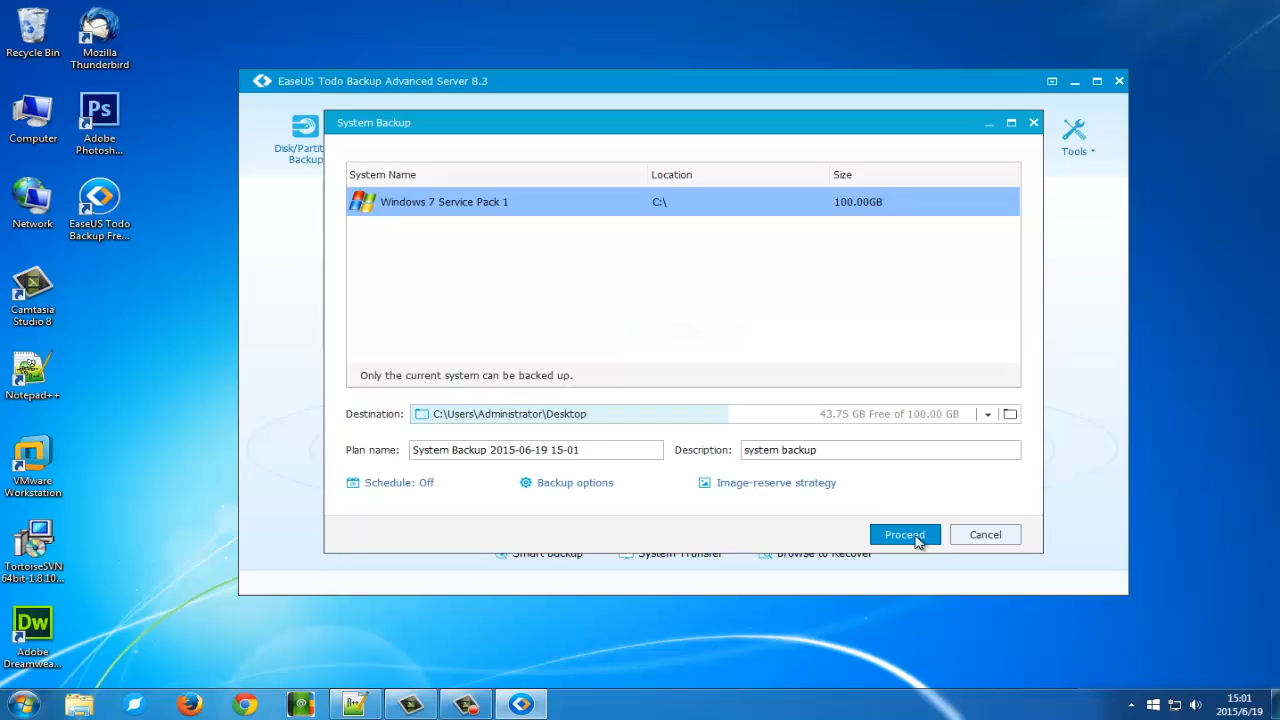 Recycle Bin
Mozilla
Thunderbird
Computer
Ps
Adobe
Photosh...
Network
EaseUS Todo
Backup Fre...
Camtasia
Studio 8
Notepad++
VMware
Workstation
TortoiseSVN
64bit-1.8.10...
Dw
Adobe
Dreamwea...
EaseUS Todo Backup Advanced Server 8.3
Disk/Partit
Backup
Tools
System Backup
System Name Location Size
Windows 7 Service Pack 1 C:\ 100.00GB
Only the current system can be backed up.
Destination: C:\Users\Administrator\Desktop 43.75 GB Free of 100.00 GB
Plan name: System Backup 2015-06-19 15-01 Description: system backup
Schedule: Off Backup options Image-reserve strategy
Proceed Cancel
Smart Backup System Transfer Browse to Recover
15:01
2015/6/19